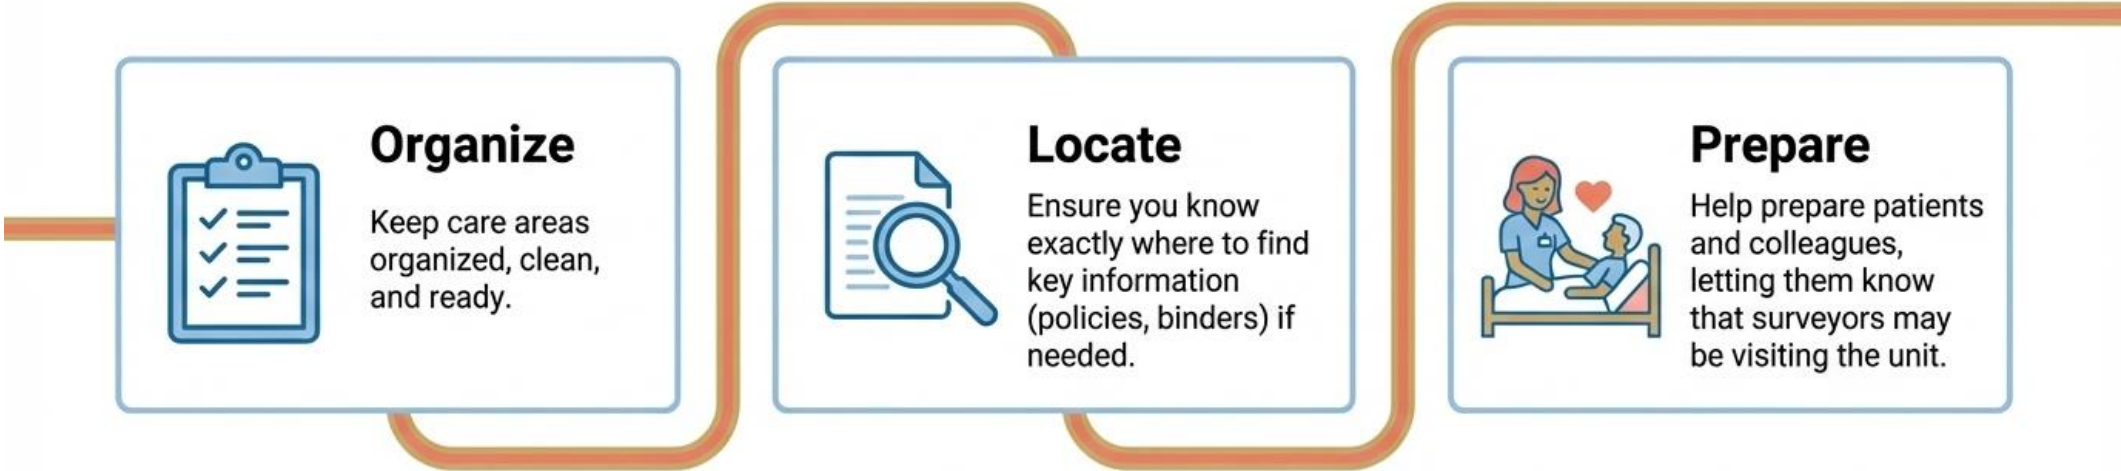 Organize
Keep care areas
organized, clean,
and ready.
Locate
Ensure you know
exactly where to find
key information
(policies, binders) if
needed.
Prepare
Help prepare patients
and colleagues,
letting them know
that surveyors may
be visiting the unit.